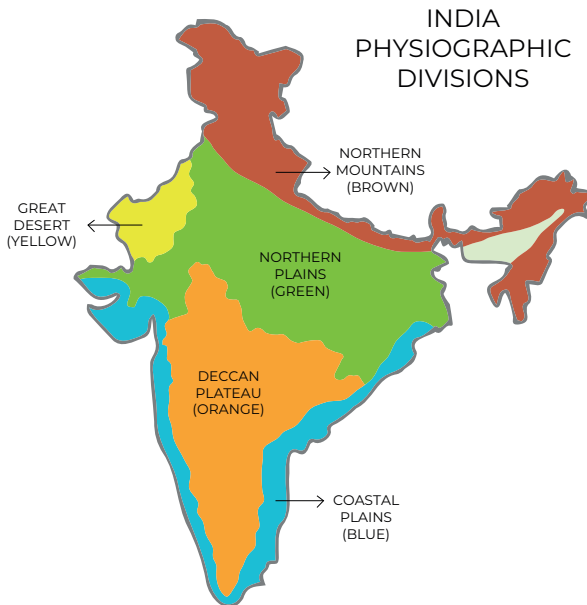 INDIA
PHYSIOGRAPHIC
DIVISIONS
NORTHERN
MOUNTAINS
(BROWN)
GREAT
DESERT
(YELLOW)
NORTHERN
PLAINS
(GREEN)
DECCAN
PLATEAU
(ORANGE)
COASTAL
PLAINS
(BLUE)